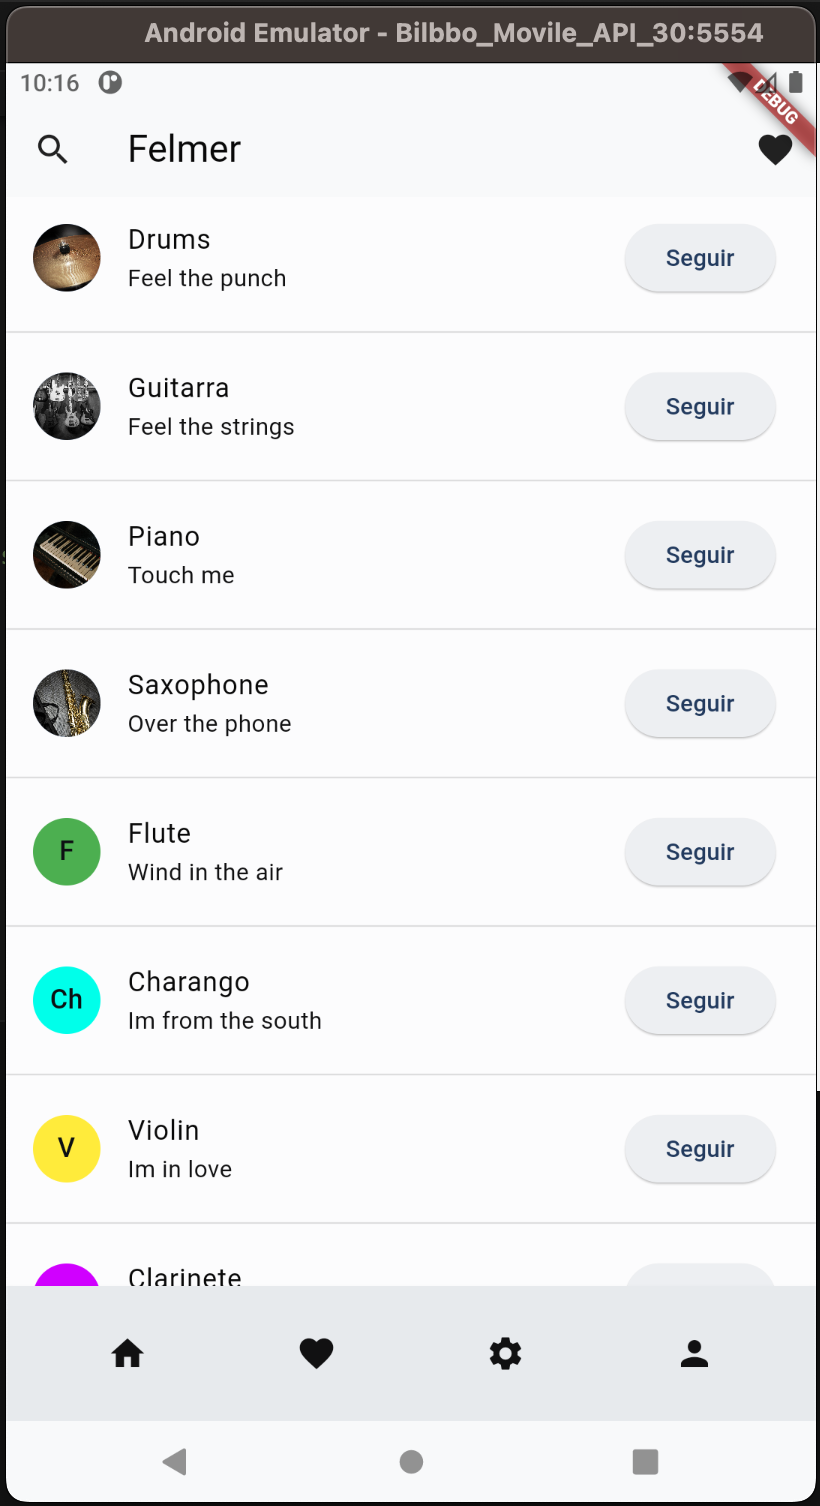 Android Emulator - Bilbbo_Movile_API_30:5554
10:16
DEBUG
Felmer
Drums
Feel the punch
Seguir
Guitarra
Feel the strings
Seguir
Piano
Touch me
Seguir
Saxophone
Over the phone
Seguir
F
Flute
Wind in the air
Seguir
Ch
Charango
Im from the south
Seguir
V
Violin
Im in love
Seguir
Clarinete